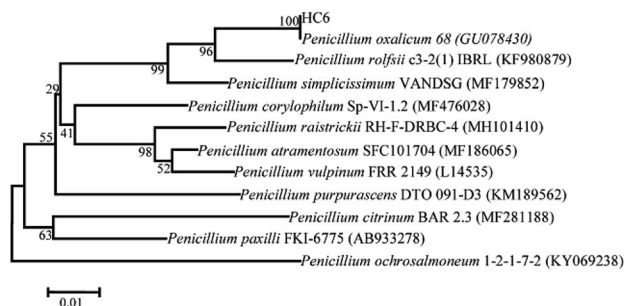 100 HC6
Penicillium oxalicum 68 (GU078430)
96
Penicillium rolfsii c3-2(1) IBRL (KF980879)
99
Penicillium simplicissimum VANDSG (MF179852)
29
Penicillium corylophilum Sp-VI-1.2 (MF476028)
41
Penicillium raistrickii RH-F-DRBC-4 (MH101410)
55
98
Penicillium atramentosum SFC101704 (MF186065)
52
Penicillium vulpinum FRR 2149 (L14535)
Penicillium purpurascens DTO 091-D3 (KM189562)
Penicillium citrinum BAR 2.3 (MF281188)
63
Penicillium paxilli FKI-6775 (AB933278)
Penicillium ochrosalmoneum 1-2-1-7-2 (KY069238)
0.01